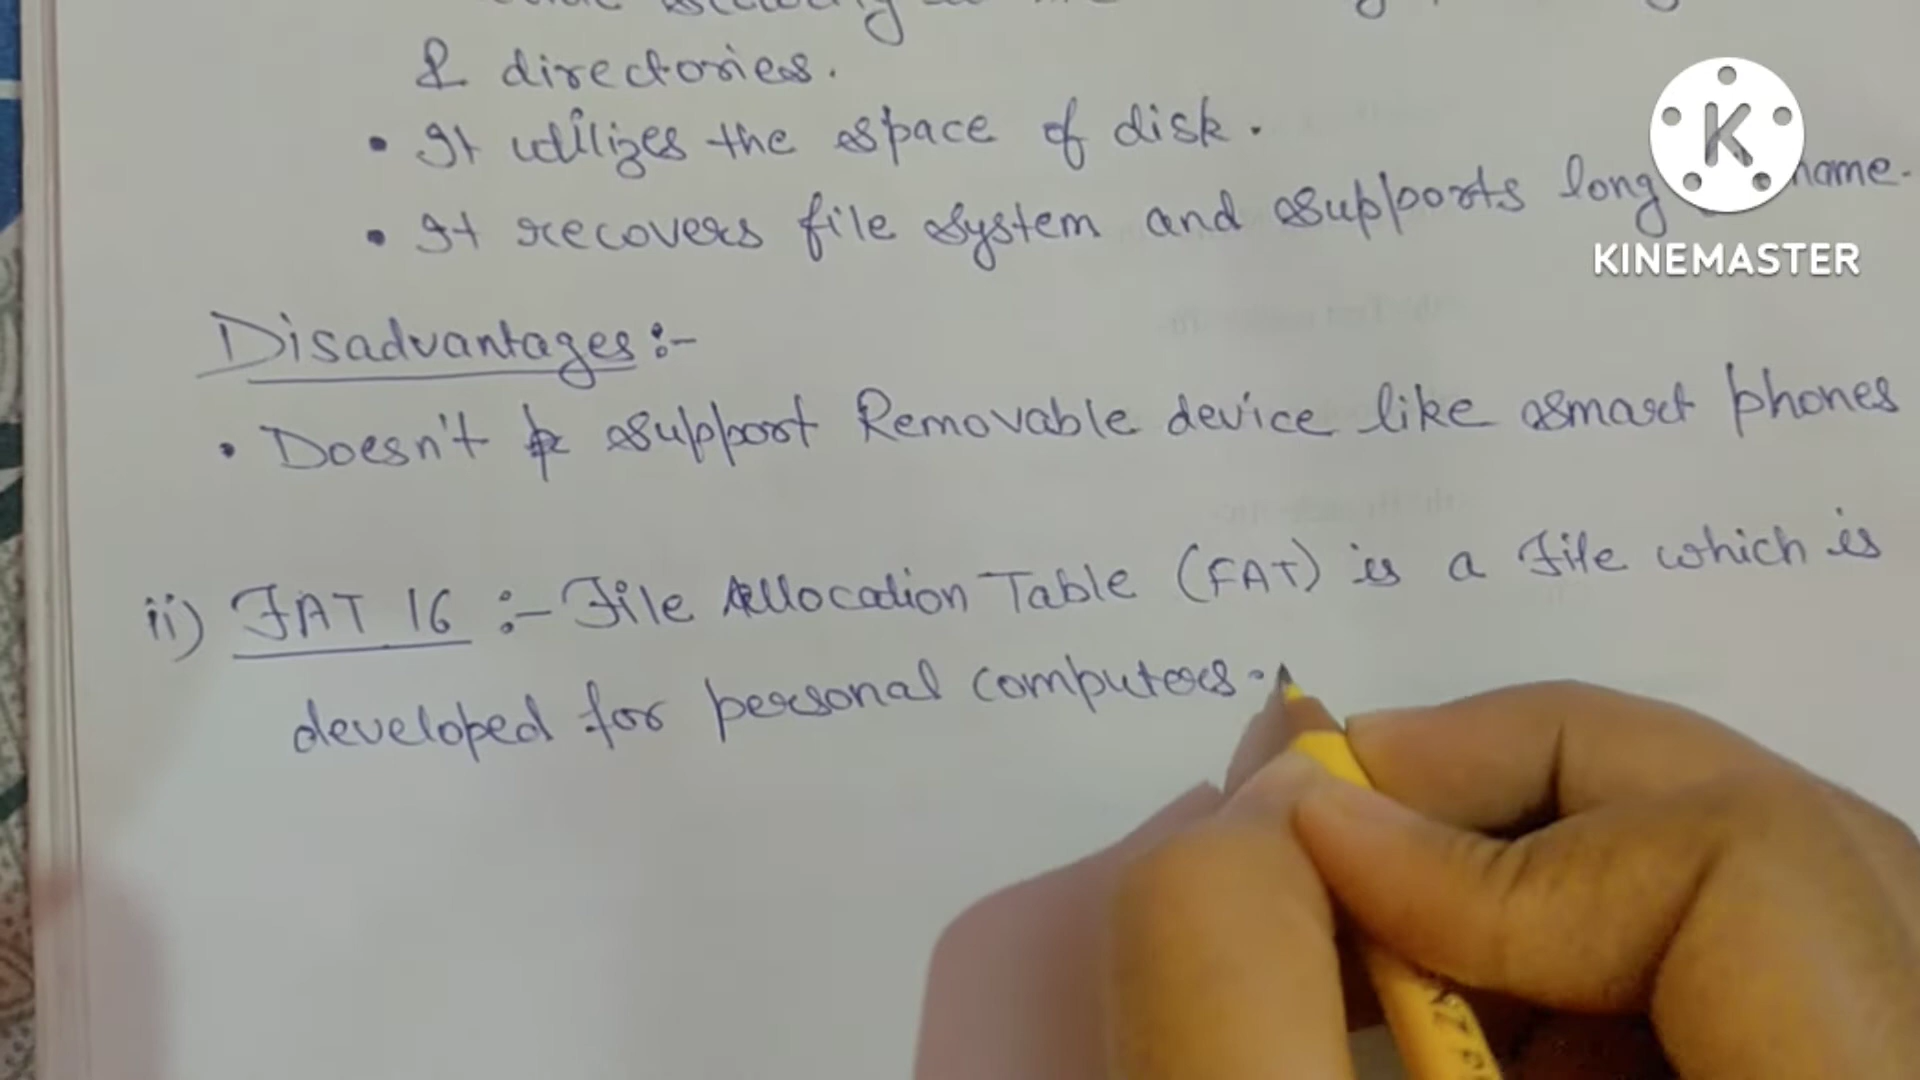 & directories.
• It utilizes the space of disk.
• It recovers file system and supports long name.
KINEMASTER
Disadvantages :-
• Doesn't support Removable device like smart phones
ii) FAT 16 :- File Allocation Table (FAT) is a file which is
developed for personal computers.